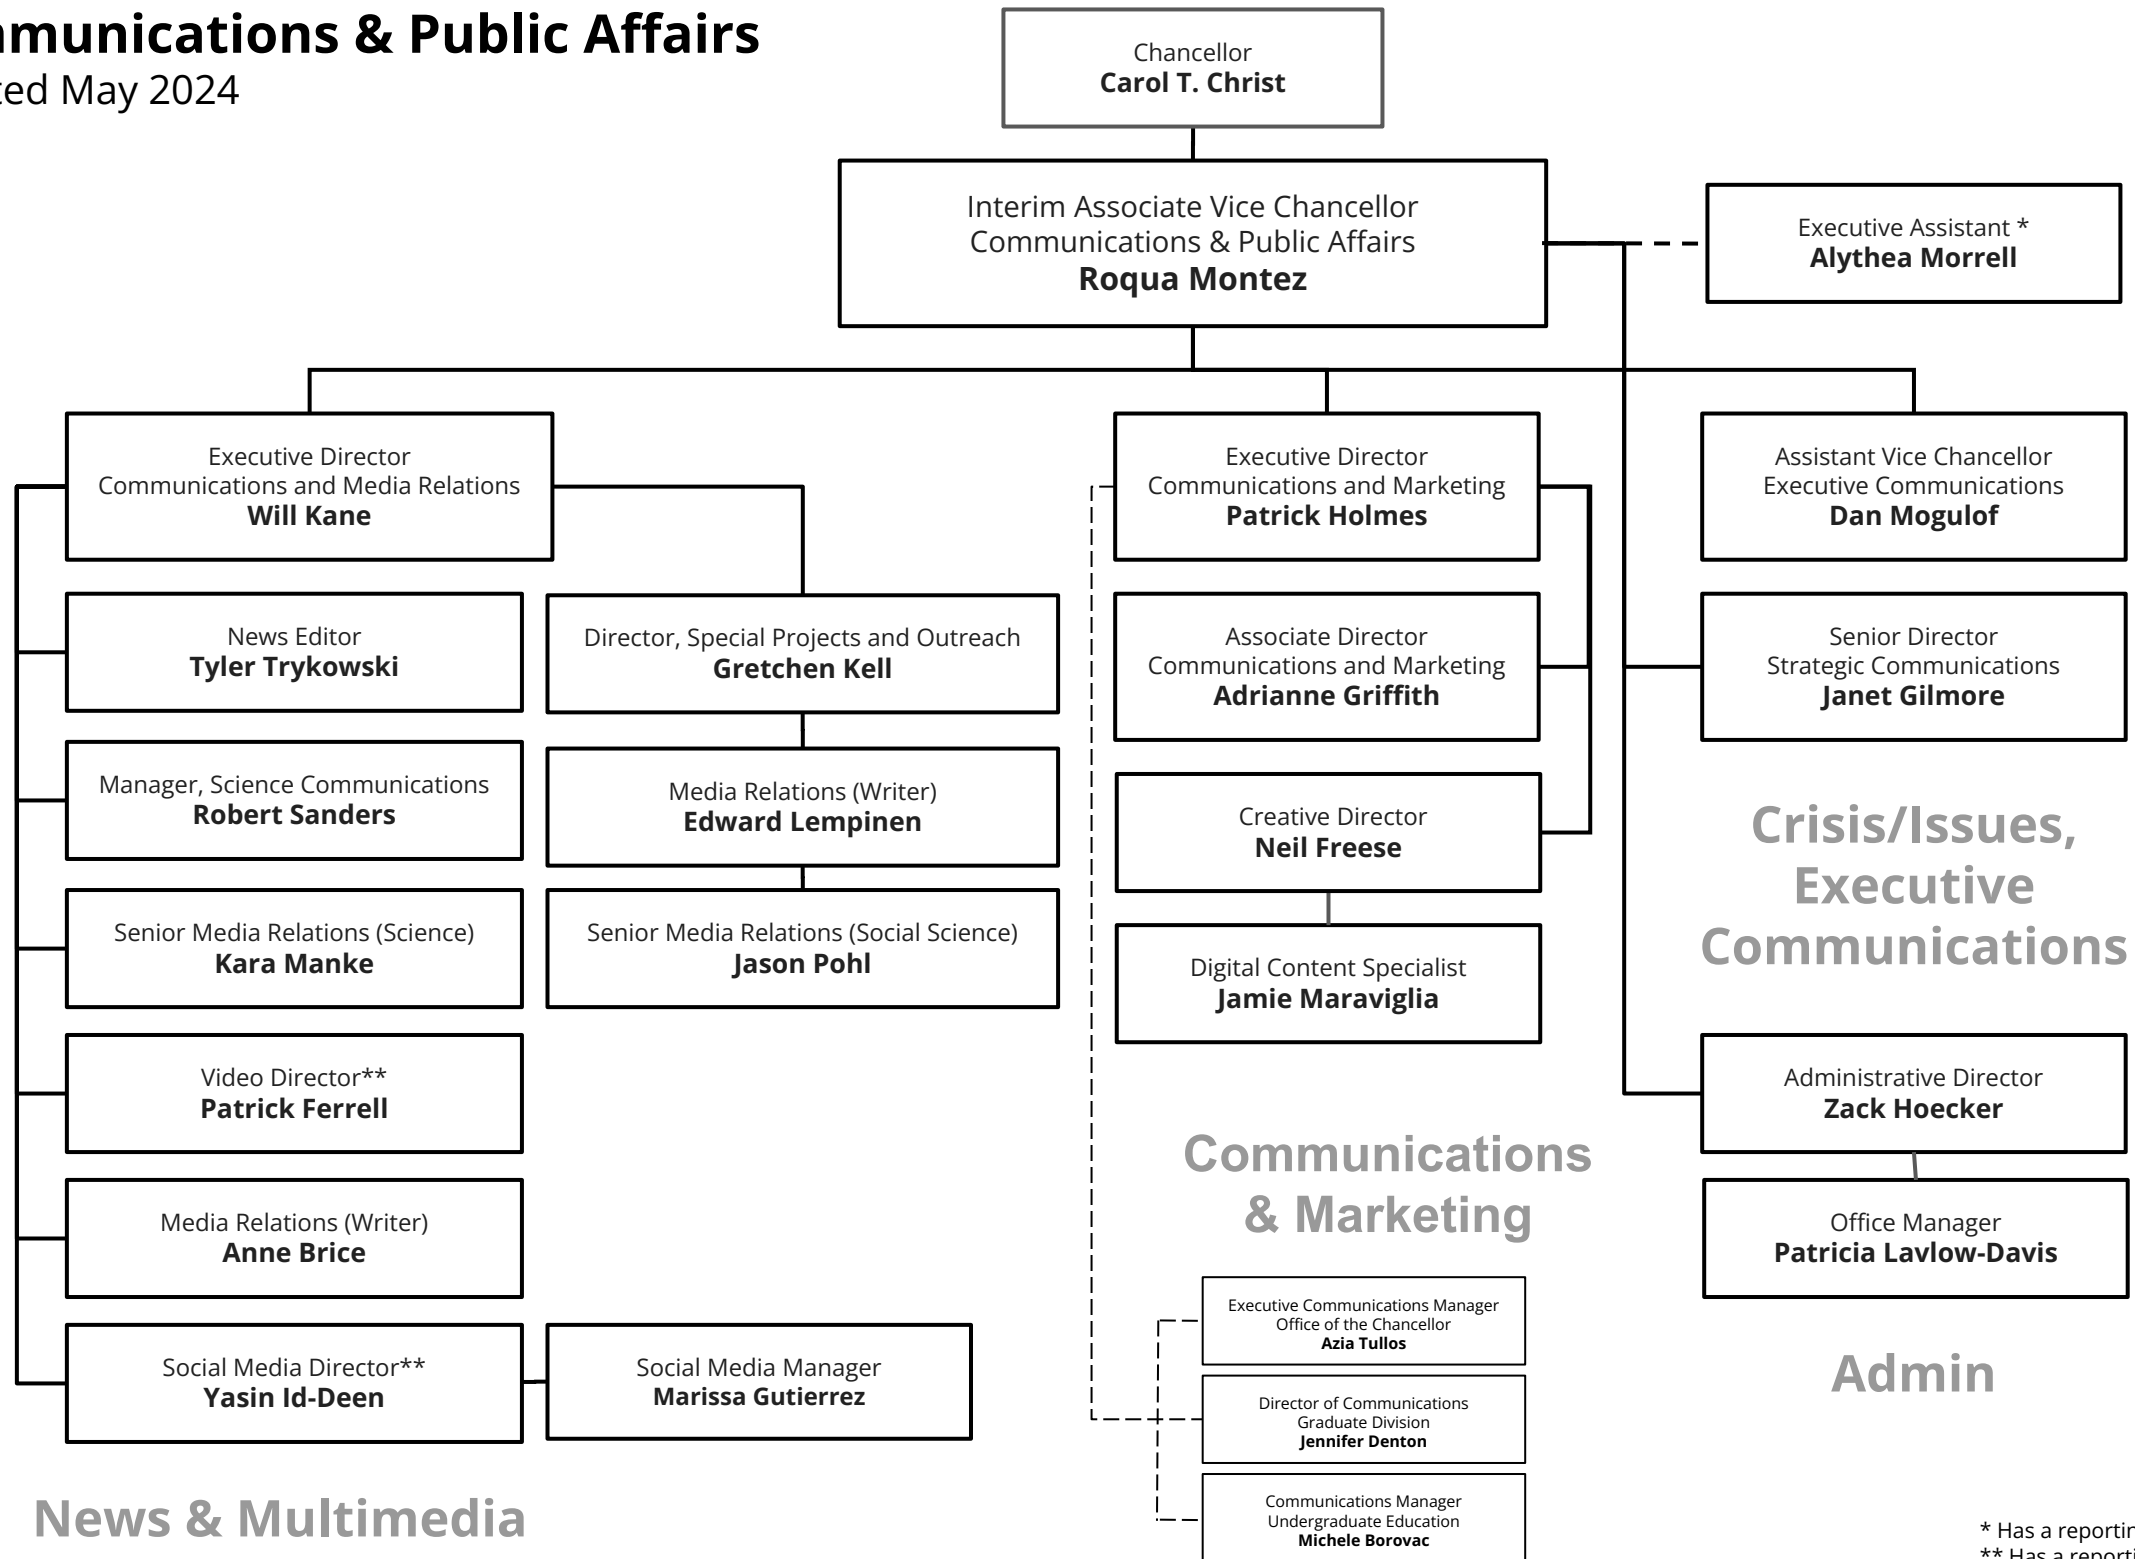 & Public Affairs
May 2024
Chancellor
Carol T. Christ
Interim Associate Vice Chancellor
Communications & Public Affairs
Roqua Montez
Executive Assistant *
Alythea Morrell
Executive Director
Communications and Media Relations
Will Kane
Executive Director
Communications and Marketing
Patrick Holmes
Assistant Vice Chancellor
Executive Communications
Dan Mogulof
News Editor
Tyler Trykowski
Director, Special Projects and Outreach
Gretchen Kell
Associate Director
Communications and Marketing
Adrianne Griffith
Senior Director
Strategic Communications
Janet Gilmore
Manager, Science Communications
Robert Sanders
Media Relations (Writer)
Edward Lempinen
Creative Director
Neil Freese
Crisis/Issues,
Executive
Communications
Senior Media Relations (Science)
Kara Manke
Senior Media Relations (Social Science)
Jason Pohl
Digital Content Specialist
Jamie Maraviglia
Video Director**
Patrick Ferrell
Administrative Director
Zack Hoecker
Communications
& Marketing
Media Relations (Writer)
Anne Brice
Office Manager
Patricia Lavlow-Davis
Executive Communications Manager
Office of the Chancellor
Azia Tullos
Social Media Director**
Yasin Id-Deen
Social Media Manager
Marissa Gutierrez
Admin
Director of Communications
Graduate Division
Jennifer Denton
News & Multimedia
Communications Manager
Undergraduate Education
Michele Borovac
* Has a
** Has a